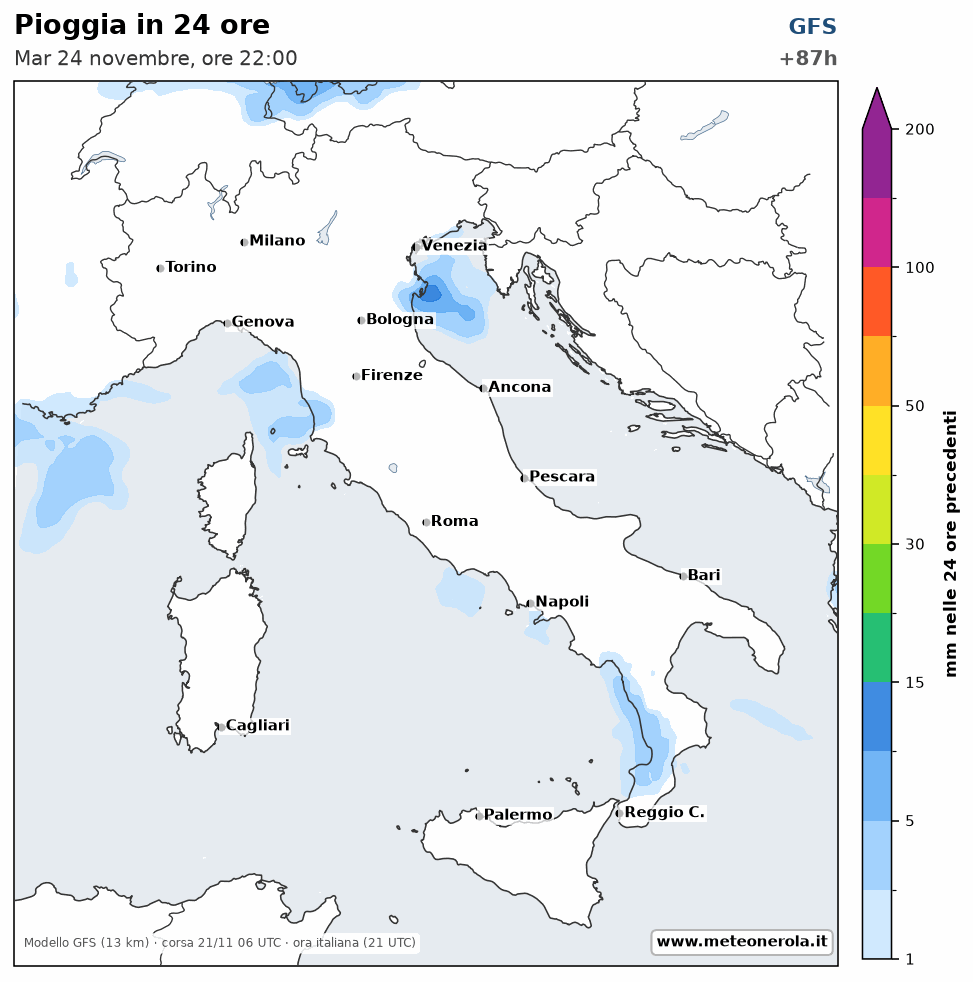 Pioggia in 24 ore
GFS
Mar 24 novembre, ore 22:00
+87h
200
Milano
Venezia
Torino
100
Genova
Bologna
Firenze
Ancona
50
Pescara
Roma
30
Bari
Napoli
mm nelle 24 ore precedenti
15
Cagliari
Palermo
Reggio C.
5
Modello GFS (13 km) · corsa 21/11 06 UTC · ora italiana (21 UTC)
www.meteonerola.it
1